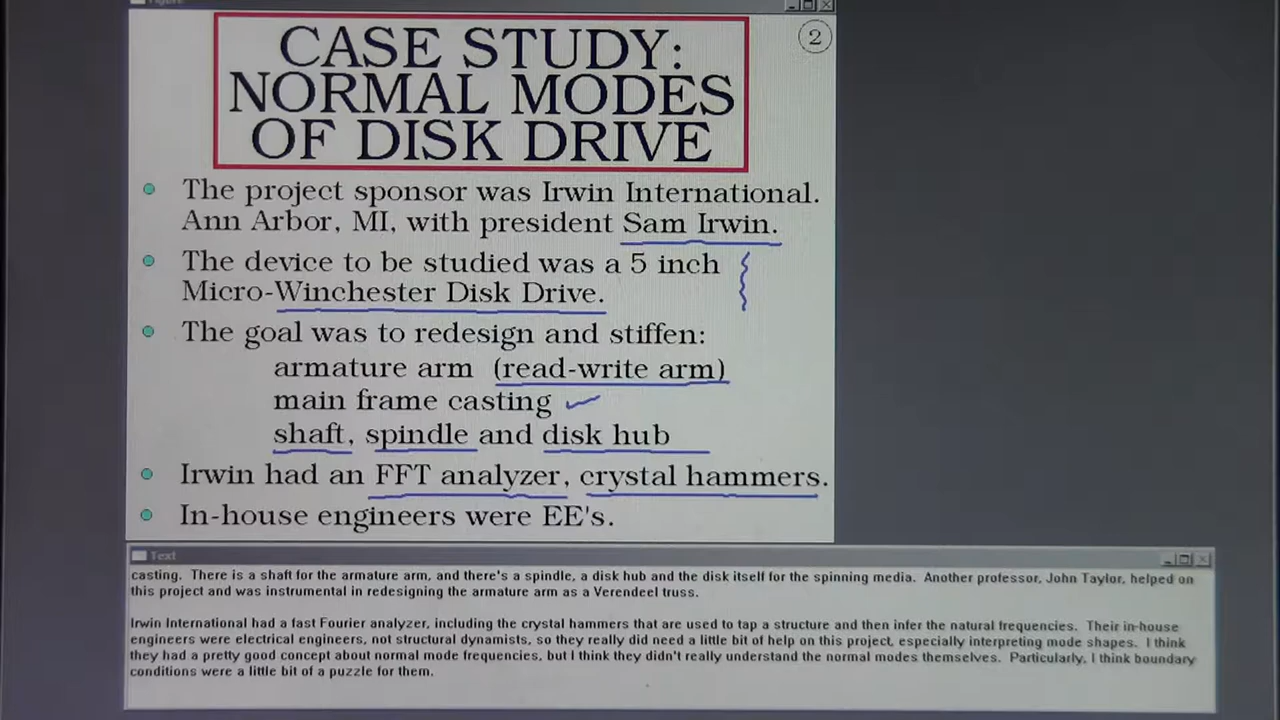 2
CASE STUDY:
NORMAL MODES
OF DISK DRIVE
The project sponsor was Irwin International.
Ann Arbor, MI, with president Sam Irwin.
The device to be studied was a 5 inch
Micro-Winchester Disk Drive.
The goal was to redesign and stiffen:
armature arm (read-write arm)
main frame casting
shaft, spindle and disk hub
Irwin had an FFT analyzer, crystal hammers.
In-house engineers were EE's.
Text
casting. There is a shaft for the armature arm, and there's a spindle, a disk hub and the disk itself for the spinning media. Another professor, John Taylor, helped on
this project and was instrumental in redesigning the armature arm as a Verendeel truss.
Irwin International had a fast Fourier analyzer, including the crystal hammers that are used to tap a structure and then infer the natural frequencies. Their in-house
engineers were electrical engineers, not structural dynamists, so they really did need a little bit of help on this project, especially interpreting mode shapes. I think
they had a pretty good concept about normal mode frequencies, but I think they didn't really understand the normal modes themselves. Particularly, I think boundary
conditions were a little bit of a puzzle for them.